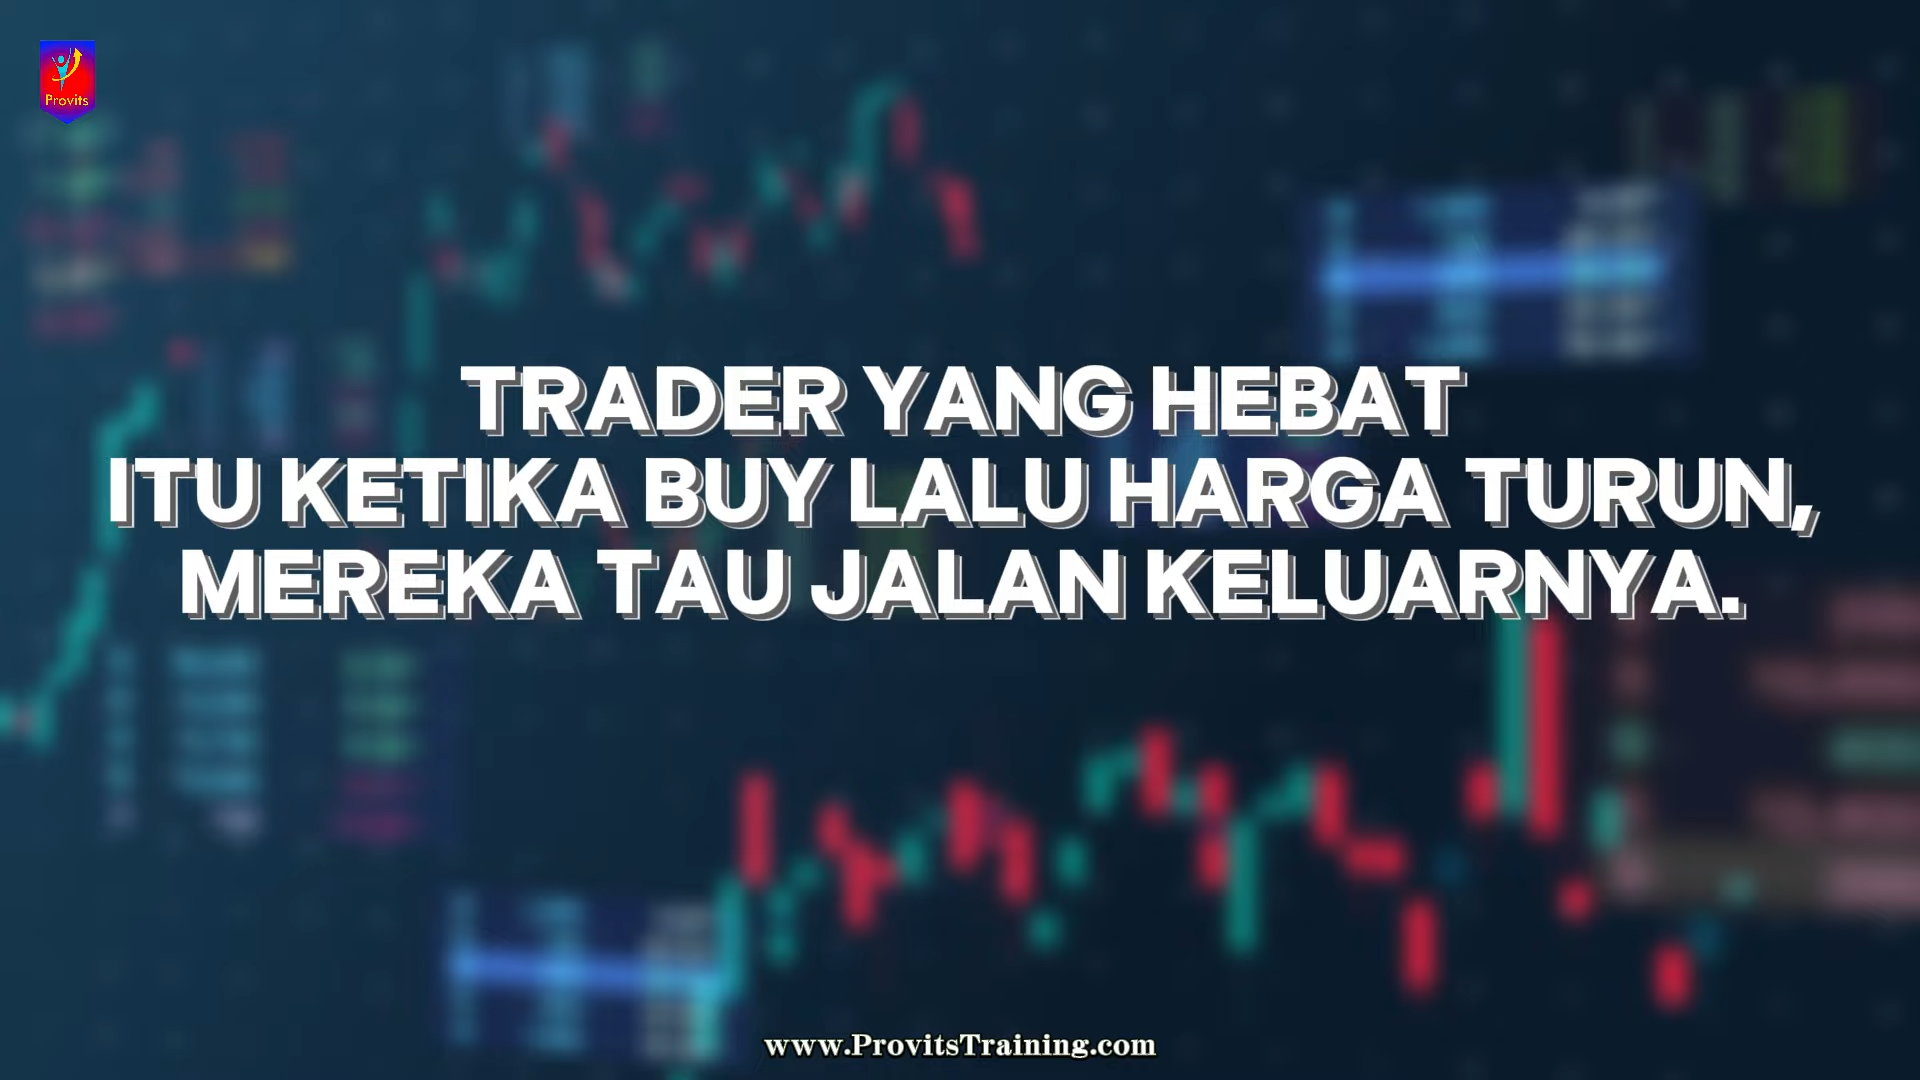 Provits
TRADER YANG HEBAT
ITU KETIKA BUY LALU HARGA TURUN,
MEREKA TAU JALAN KELUARNYA.
www.ProvitsTraining.com